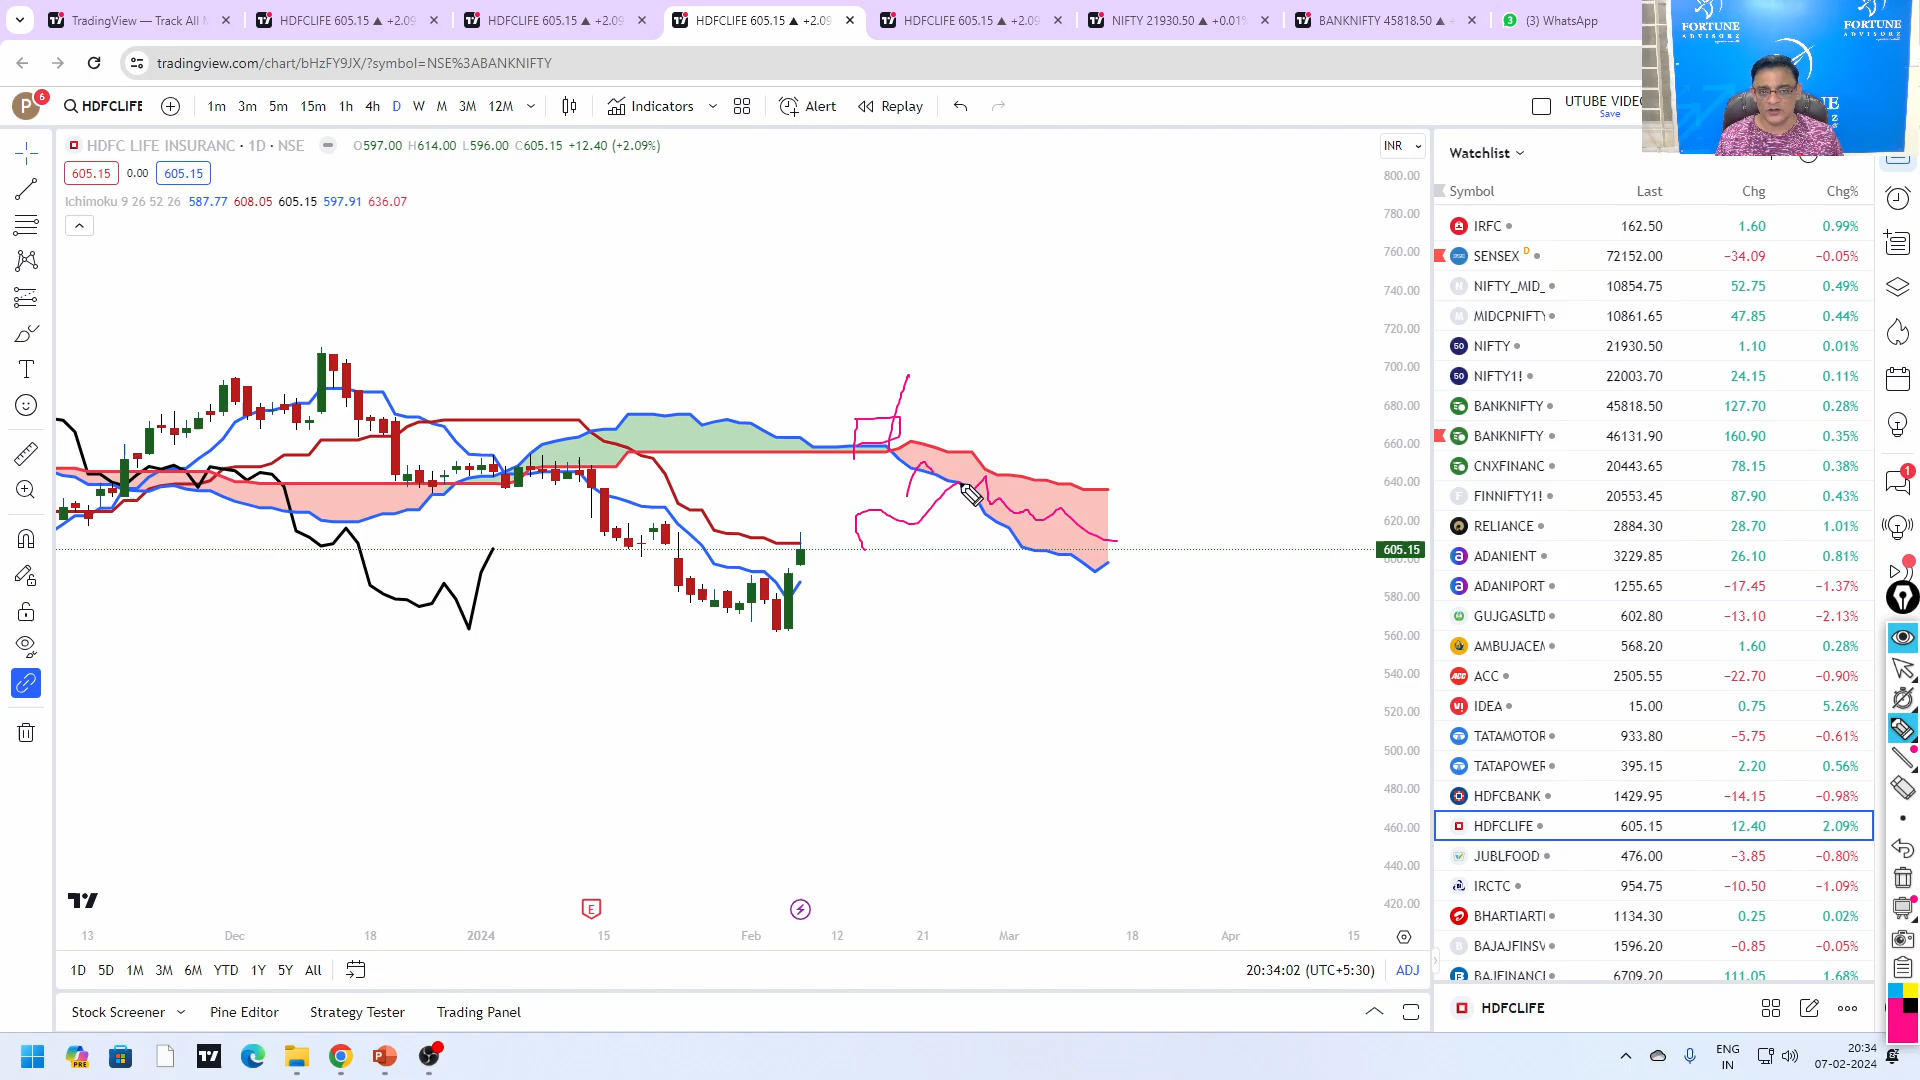 TradingView — Track All M
HDFCLIFE 605.15 ▲ +2.09
HDFCLIFE 605.15 ▲ +2.09
HDFCLIFE 605.15 ▲ +2.09
HDFCLIFE 605.15 ▲ +2.09
NIFTY 21930.50 ▲ +0.01%
BANKNIFTY 45818.50 ▲
3 (3) WhatsApp
tradingview.com/chart/bHzFY9JX/?symbol=NSE%3ABANKNIFTY
FORTUNE
FORTUNE
P 6 HDFCLIFE 1m 3m 5m 15m 1h 4h D W M 3M 12M Indicators Alert Replay
Save
HDFC LIFE INSURANC · 1D · NSE O597.00 H614.00 L596.00 C605.15 +12.40 (+2.09%)
INR
605.15 0.00 605.15
Ichimoku 9 26 52 26 587.77 608.05 605.15 597.91 636.07
800.00
780.00
760.00
740.00
720.00
700.00
680.00
660.00
640.00
620.00
605.15
600.00
580.00
560.00
540.00
520.00
500.00
480.00
460.00
440.00
420.00
E
13 Dec 18 2024 15 Feb 12 21 Mar 18 Apr 15
1D 5D 1M 3M 6M YTD 1Y 5Y All
20:34:02 (UTC+5:30) ADJ
Stock Screener Pine Editor Strategy Tester Trading Panel
Watchlist
Symbol Last Chg Chg%
IRFC 162.50 1.60 0.99%
SENSEX D 72152.00 −34.09 −0.05%
NIFTY_MID_ 10854.75 52.75 0.49%
MIDCPNIFTY 10861.65 47.85 0.44%
50 NIFTY 21930.50 1.10 0.01%
50 NIFTY1! 22003.70 24.15 0.11%
BANKNIFTY 45818.50 127.70 0.28%
BANKNIFTY 46131.90 160.90 0.35%
CNXFINANC 20443.65 78.15 0.38%
FINNIFTY1! 20553.45 87.90 0.43%
RELIANCE 2884.30 28.70 1.01%
ADANIENT 3229.85 26.10 0.81%
ADANIPORT 1255.65 −17.45 −1.37%
GUJGASLTD 602.80 −13.10 −2.13%
AMBUJACEM 568.20 1.60 0.28%
ACC 2505.55 −22.70 −0.90%
IDEA 15.00 0.75 5.26%
TATAMOTOR 933.80 −5.75 −0.61%
TATAPOWER 395.15 2.20 0.56%
HDFCBANK 1429.95 −14.15 −0.98%
HDFCLIFE 605.15 12.40 2.09%
JUBLFOOD 476.00 −3.85 −0.80%
IRCTC 954.75 −10.50 −1.09%
BHARTIARTI 1134.30 0.25 0.02%
BAJAJFINSV 1596.20 −0.85 −0.05%
BAJFINANCE 6709.20 111.05 1.68%
HDFCLIFE
ENG
IN
20:34
07-02-2024